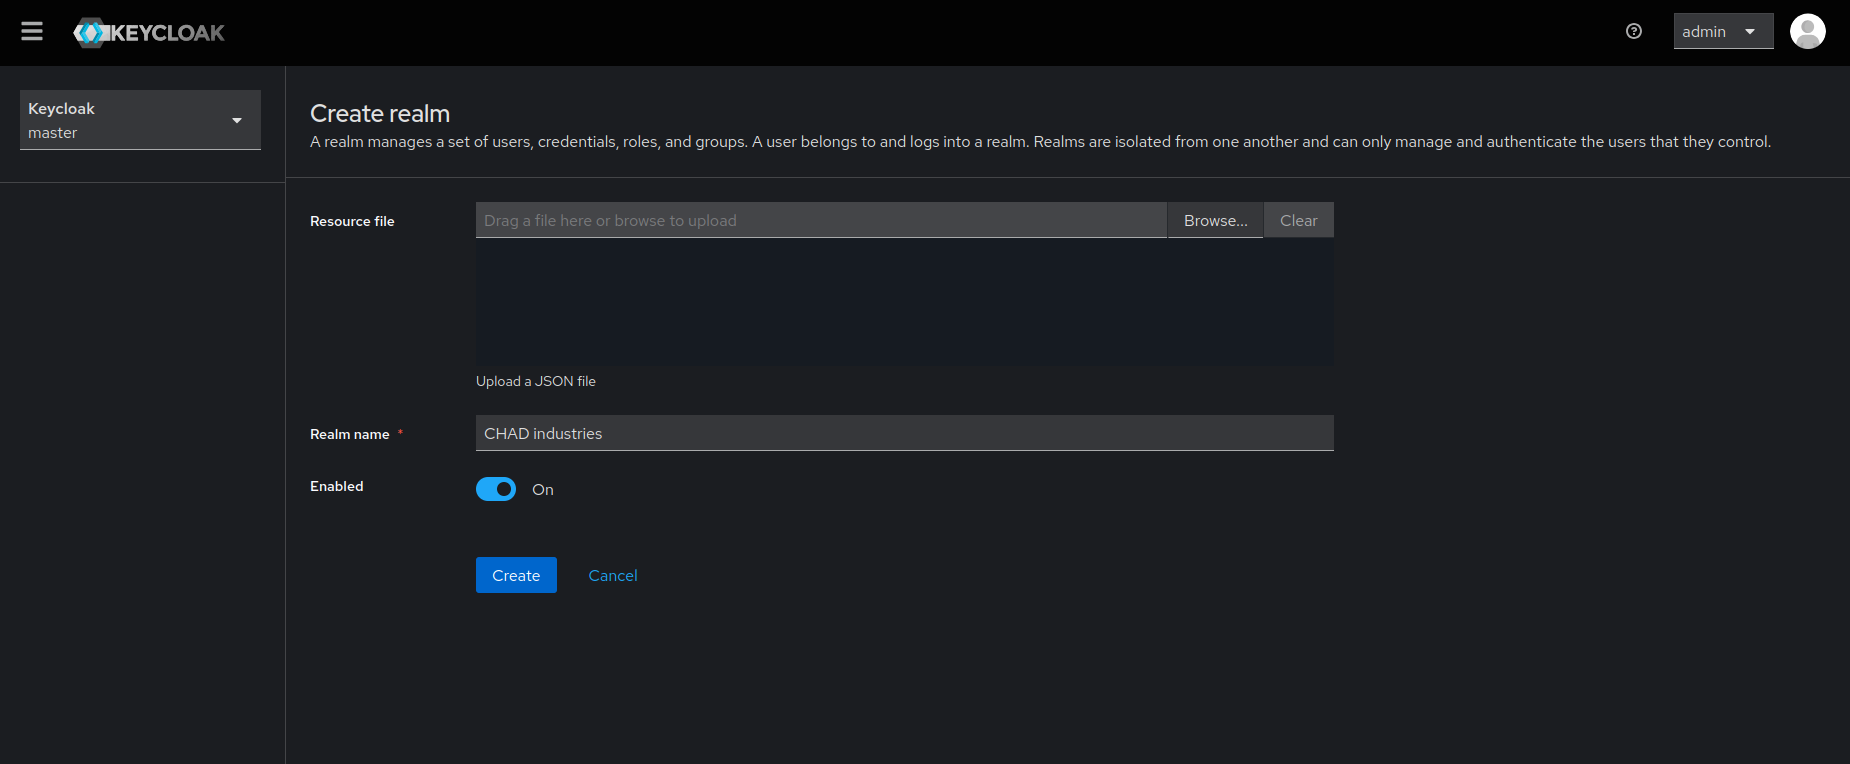 KEYCLOAK
admin
Keycloak
master
Create realm
A realm manages a set of users, credentials, roles, and groups. A user belongs to and logs into a realm. Realms are isolated from one another and can only manage and authenticate the users that they control.
Resource file
Drag a file here or browse to upload
Browse...
Clear
Upload a JSON file
Realm name *
CHAD industries
Enabled
On
Create
Cancel